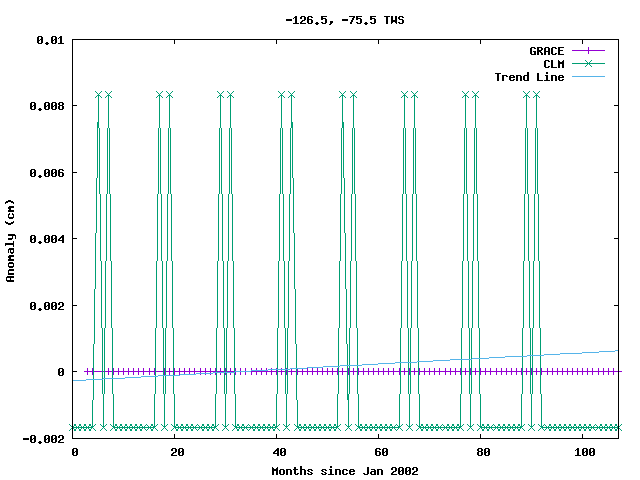 -126.5, -75.5 TWS
GRACE
CLM
Trend Line
0.01
0.008
0.006
0.004
0.002
0
-0.002
Anomaly (cm)
0 20 40 60 80 100
Months since Jan 2002